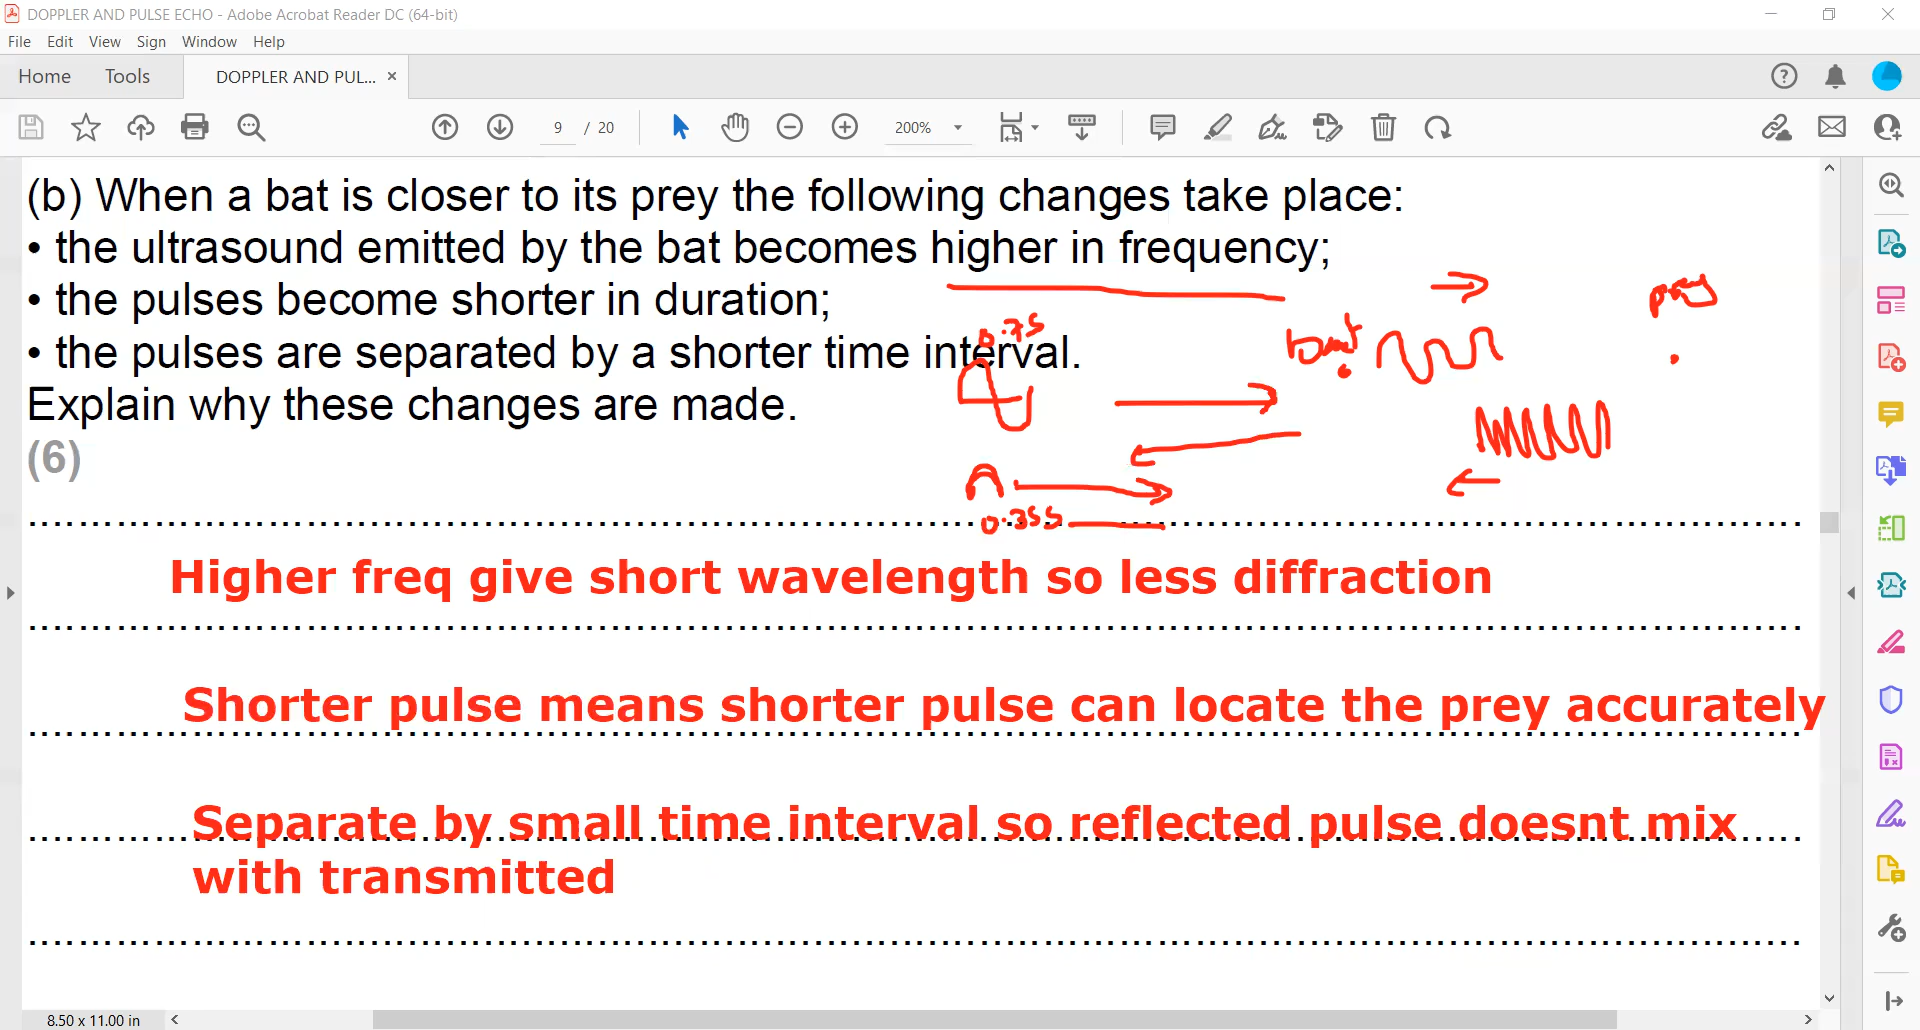 DOPPLER AND PULSE ECHO - Adobe Acrobat Reader DC (64-bit)
File Edit View Sign Window Help
Home Tools DOPPLER AND PUL... ×
9 / 20 200%
(b) When a bat is closer to its prey the following changes take place:
• the ultrasound emitted by the bat becomes higher in frequency;
• the pulses become shorter in duration;
• the pulses are separated by a shorter time interval.
Explain why these changes are made.
(6)
prey
0.7s
bat
0.35s
Higher freq give short wavelength so less diffraction
Shorter pulse means shorter pulse can locate the prey accurately
Separate by small time interval so reflected pulse doesnt mix
with transmitted
8.50 x 11.00 in